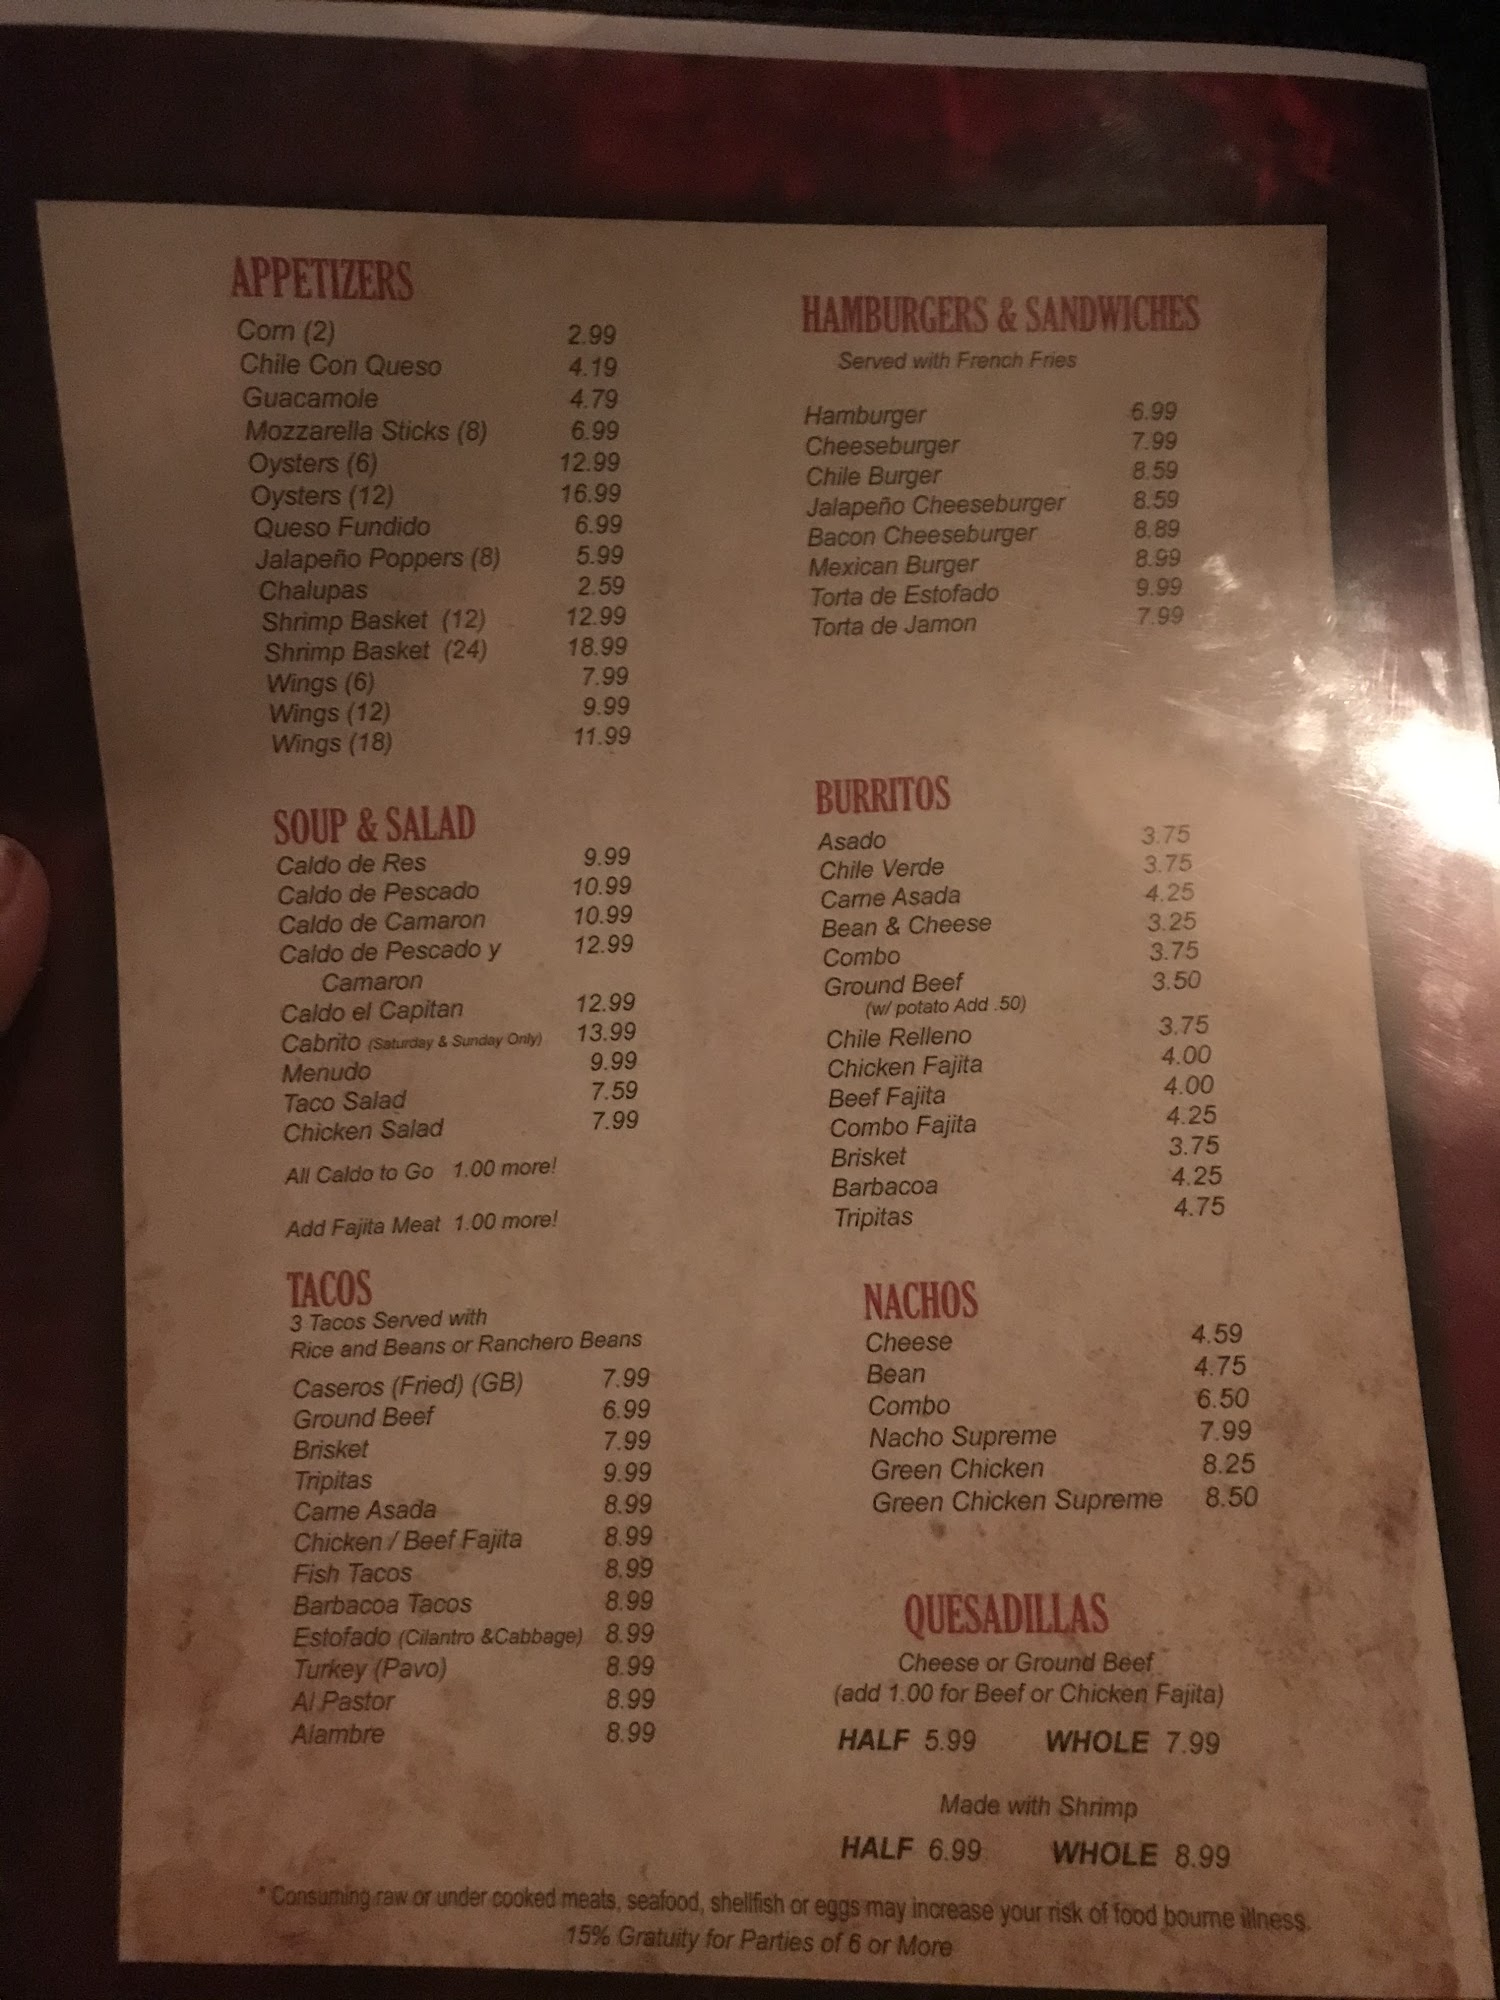 APPETIZERS
Corn (2) 2.99
Chile Con Queso 4.19
Guacamole 4.79
Mozzarella Sticks (8) 6.99
Oysters (6) 12.99
Oysters (12) 16.99
Queso Fundido 6.99
Jalapeño Poppers (8) 5.99
Chalupas 2.59
Shrimp Basket (12) 12.99
Shrimp Basket (24) 18.99
Wings (6) 7.99
Wings (12) 9.99
Wings (18) 11.99
SOUP & SALAD
Caldo de Res 9.99
Caldo de Pescado 10.99
Caldo de Camaron 10.99
Caldo de Pescado y 12.99
Camaron
Caldo el Capitan 12.99
Cabrito (Saturday & Sunday Only) 13.99
Menudo 9.99
Taco Salad 7.59
Chicken Salad 7.99
All Caldo to Go 1.00 more!
Add Fajita Meat 1.00 more!
TACOS
3 Tacos Served with
Rice and Beans or Ranchero Beans
Caseros (Fried) (GB) 7.99
Ground Beef 6.99
Brisket 7.99
Tripitas 9.99
Carne Asada 8.99
Chicken / Beef Fajita 8.99
Fish Tacos 8.99
Barbacoa Tacos 8.99
Estofado (Cilantro &Cabbage) 8.99
Turkey (Pavo) 8.99
Al Pastor 8.99
Alambre 8.99
HAMBURGERS & SANDWICHES
Served with French Fries
Hamburger 6.99
Cheeseburger 7.99
Chile Burger 8.59
Jalapeño Cheeseburger 8.59
Bacon Cheeseburger 8.89
Mexican Burger 8.99
Torta de Estofado 9.99
Torta de Jamon 7.99
BURRITOS
Asado 3.75
Chile Verde 3.75
Carne Asada 4.25
Bean & Cheese 3.25
Combo 3.75
Ground Beef 3.50
(w/ potato Add .50)
Chile Relleno 3.75
Chicken Fajita 4.00
Beef Fajita 4.00
Combo Fajita 4.25
Brisket 3.75
Barbacoa 4.25
Tripitas 4.75
NACHOS
Cheese 4.59
Bean 4.75
Combo 6.50
Nacho Supreme 7.99
Green Chicken 8.25
Green Chicken Supreme 8.50
QUESADILLAS
Cheese or Ground Beef
(add 1.00 for Beef or Chicken Fajita)
HALF 5.99 WHOLE 7.99
Made with Shrimp
HALF 6.99 WHOLE 8.99
* Consuming raw or under cooked meats, seafood, shellfish or eggs may increase your risk of food bourne illness.
15% Gratuity for Parties of 6 or More